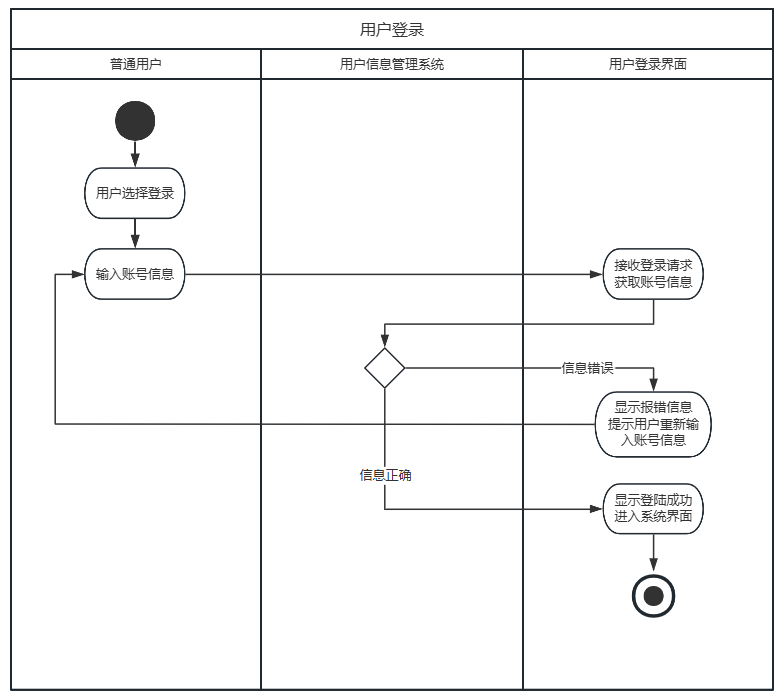 用户登录
普通用户
用户信息管理系统
用户登录界面
用户选择登录
输入账号信息
接收登录请求
获取账号信息
信息错误
显示报错信息
提示用户重新输
入账号信息
信息正确
显示登陆成功
进入系统界面